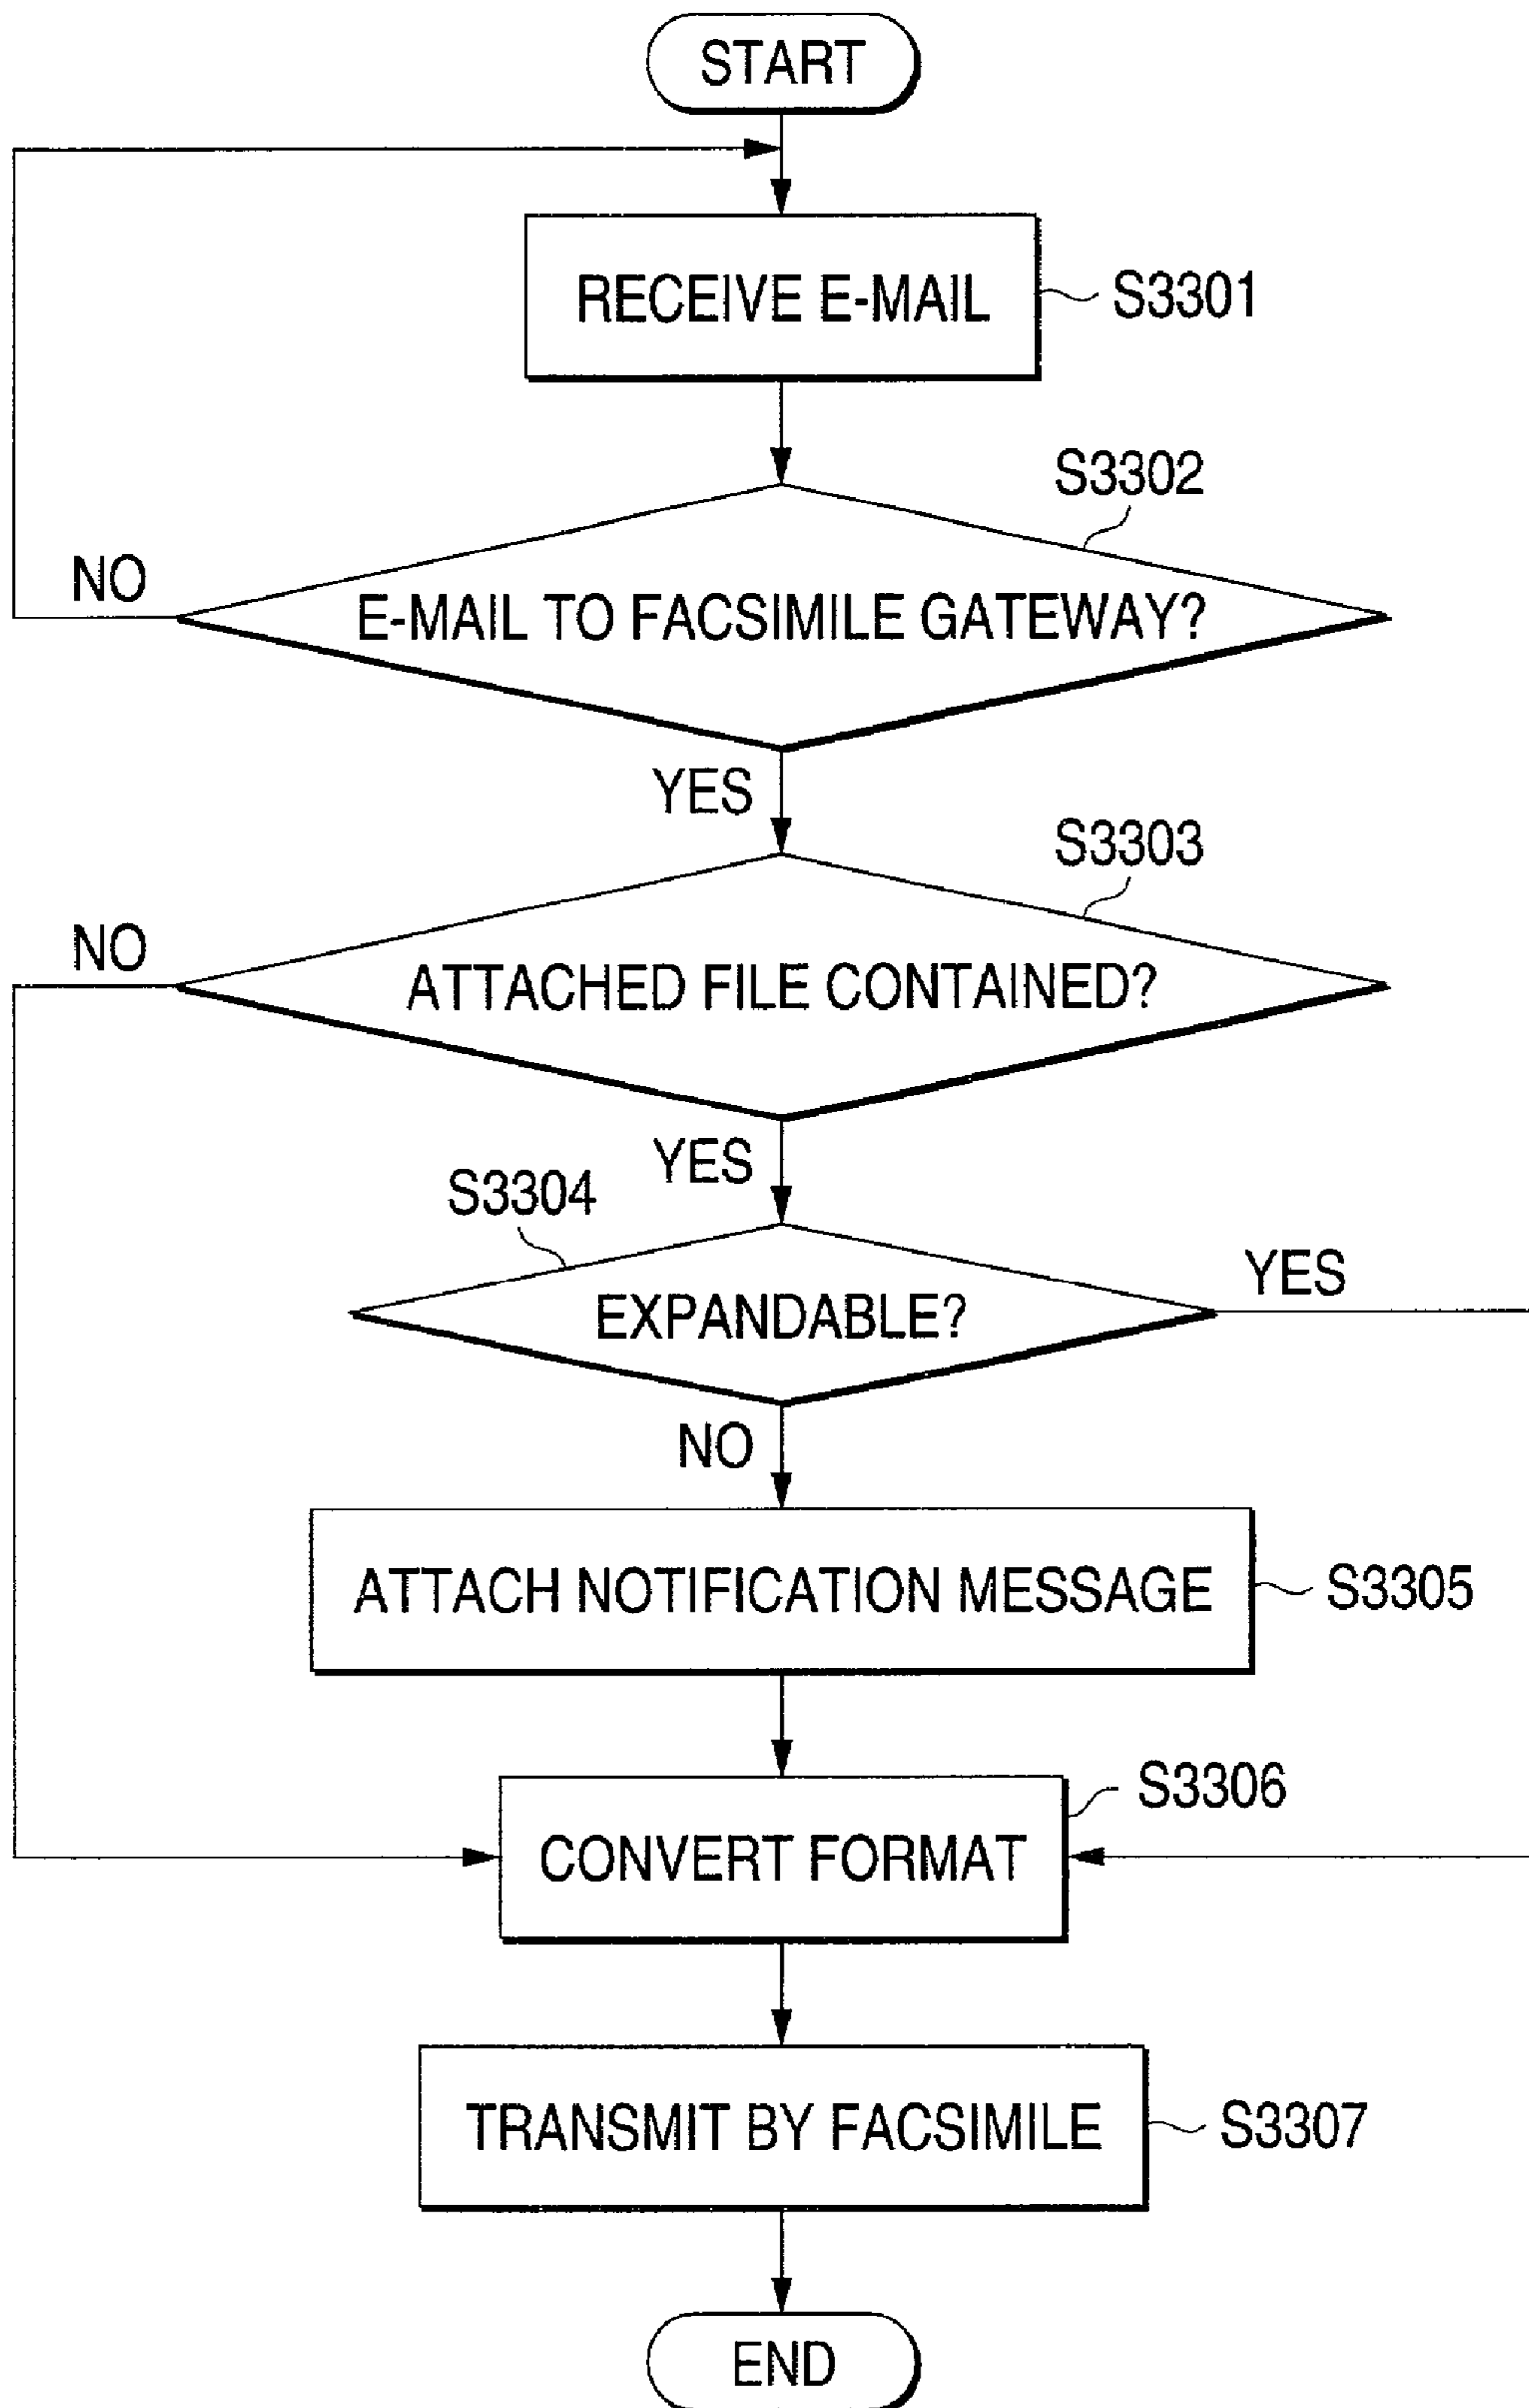 START
RECEIVE E-MAIL
S3301
S3302
NO
E-MAIL TO FACSIMILE GATEWAY?
YES
S3303
NO
ATTACHED FILE CONTAINED?
YES
S3304
YES
EXPANDABLE?
NO
ATTACH NOTIFICATION MESSAGE
S3305
S3306
CONVERT FORMAT
TRANSMIT BY FACSIMILE
S3307
END